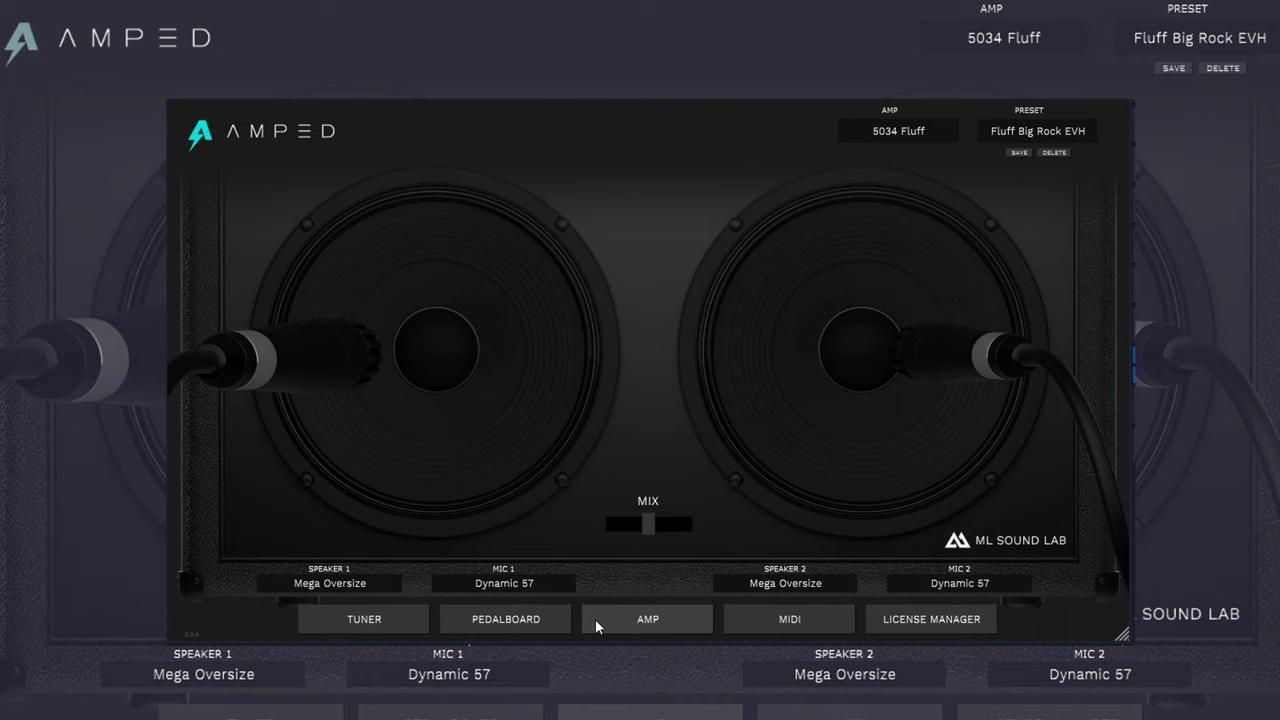 AMPED
AMP
PRESET
5034 Fluff
Fluff Big Rock EVH
SAVE
DELETE
AMPED
AMP
PRESET
5034 Fluff
Fluff Big Rock EVH
SAVE
DELETE
MIX
ML SOUND LAB
SPEAKER 1
MIC 1
SPEAKER 2
MIC 2
Mega Oversize
Dynamic 57
Mega Oversize
Dynamic 57
TUNER
PEDALBOARD
AMP
MIDI
LICENSE MANAGER
2.0.0
SOUND LAB
SPEAKER 1
MIC 1
SPEAKER 2
MIC 2
Mega Oversize
Dynamic 57
Mega Oversize
Dynamic 57